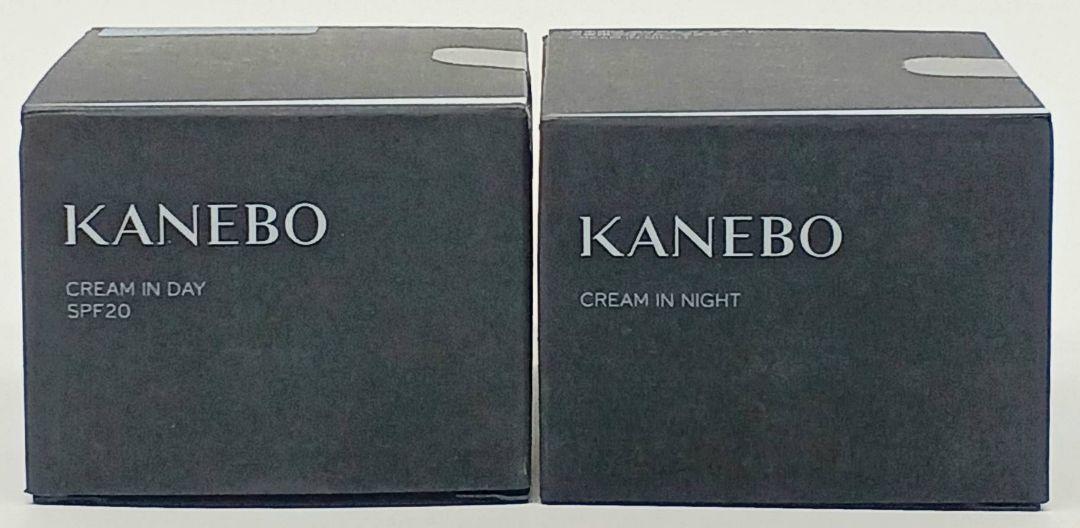 KANEBO
CREAM IN DAY
SPF20
KANEBO
CREAM IN NIGHT